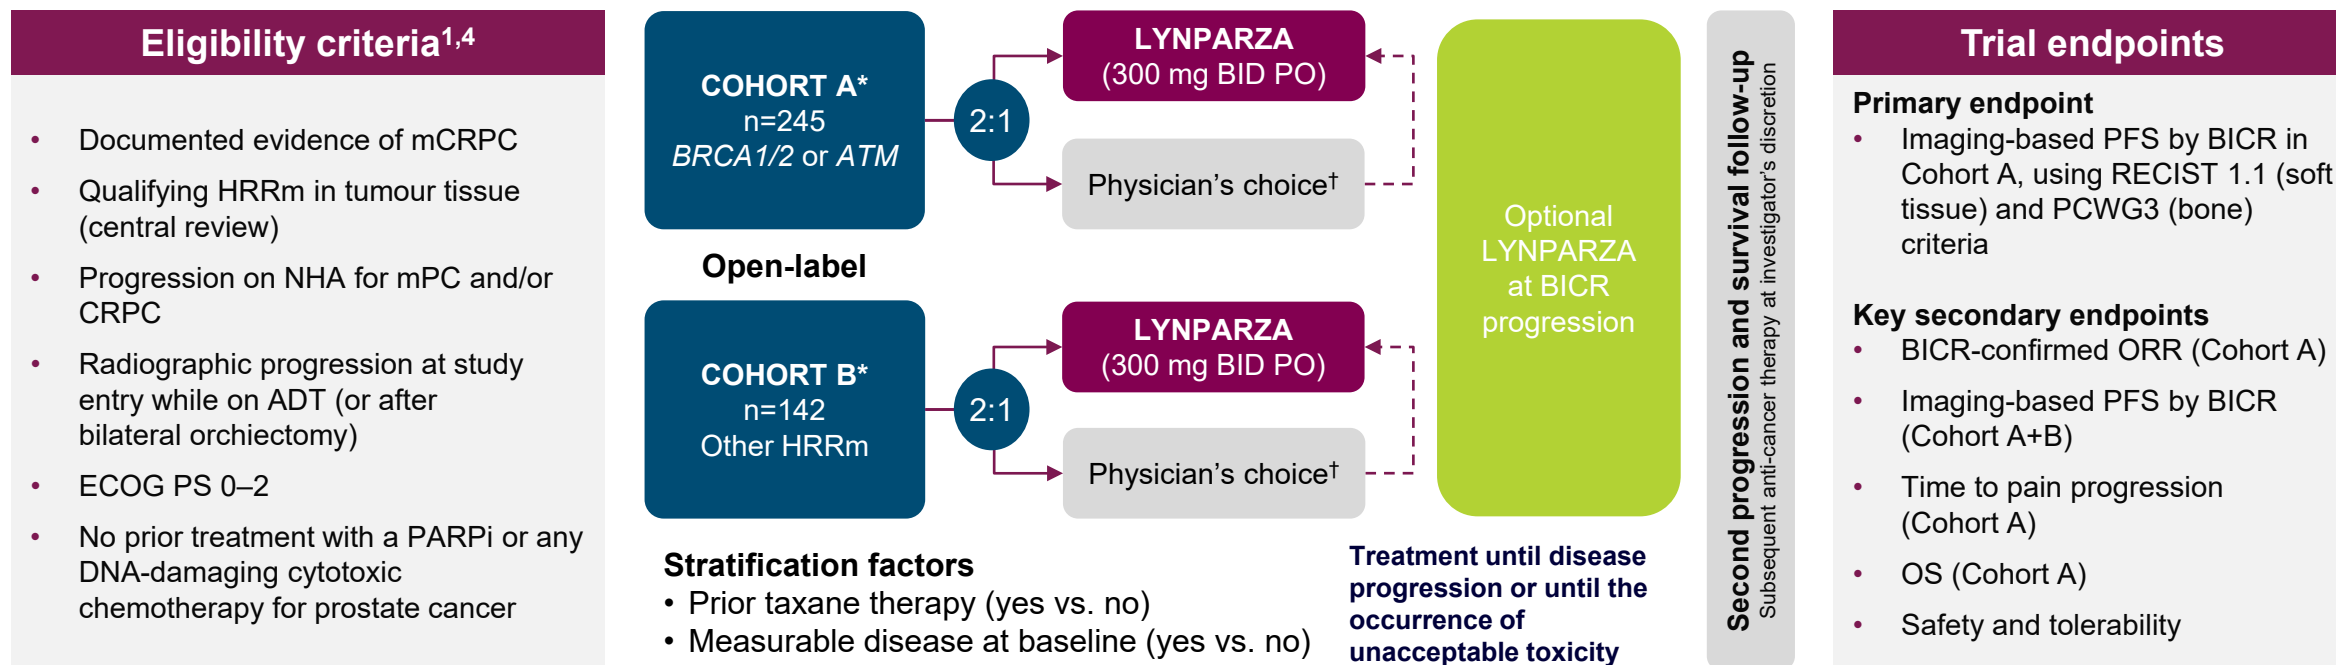 Eligibility criteria1,4
• Documented evidence of mCRPC
• Qualifying HRRm in tumour tissue
(central review)
• Progression on NHA for mPC and/or
CRPC
• Radiographic progression at study
entry while on ADT (or after
bilateral orchiectomy)
• ECOG PS 0–2
• No prior treatment with a PARPi or any
DNA-damaging cytotoxic
chemotherapy for prostate cancer
COHORT A*
n=245
BRCA1/2 or ATM
2:1
LYNPARZA
(300 mg BID PO)
Physician’s choice†
Open-label
COHORT B*
n=142
Other HRRm
2:1
LYNPARZA
(300 mg BID PO)
Physician’s choice†
Stratification factors
• Prior taxane therapy (yes vs. no)
• Measurable disease at baseline (yes vs. no)
Optional
LYNPARZA
at BICR
progression
Treatment until disease
progression or until the
occurrence of
unacceptable toxicity
Second progression and survival follow-up
Subsequent anti-cancer therapy at investigator’s discretion
Trial endpoints
Primary endpoint
• Imaging-based PFS by BICR in
Cohort A, using RECIST 1.1 (soft
tissue) and PCWG3 (bone)
criteria
Key secondary endpoints
• BICR-confirmed ORR (Cohort A)
• Imaging-based PFS by BICR
(Cohort A+B)
• Time to pain progression
(Cohort A)
• OS (Cohort A)
• Safety and tolerability